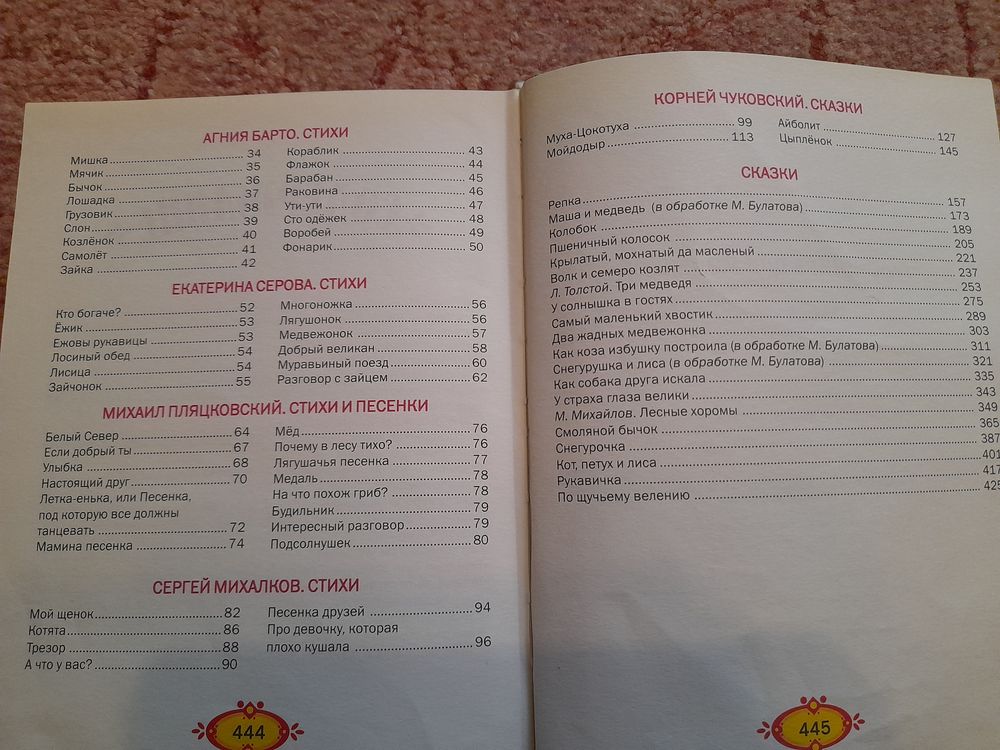 АГНИЯ БАРТО. СТИХИ
Мишка ..... 34
Мячик ..... 35
Бычок ..... 36
Лошадка ..... 37
Грузовик ..... 38
Слон ..... 39
Козлёнок ..... 40
Самолёт ..... 41
Зайка ..... 42
Кораблик ..... 43
Флажок ..... 44
Барабан ..... 45
Раковина ..... 46
Ути-ути ..... 47
Сто одёжек ..... 48
Воробей ..... 49
Фонарик ..... 50
ЕКАТЕРИНА СЕРОВА. СТИХИ
Кто богаче? ..... 52
Ёжик ..... 53
Ежовы рукавицы ..... 53
Лосиный обед ..... 54
Лисица ..... 54
Зайчонок ..... 55
Многоножка ..... 56
Лягушонок ..... 56
Медвежонок ..... 57
Добрый великан ..... 58
Муравьиный поезд ..... 60
Разговор с зайцем ..... 62
МИХАИЛ ПЛЯЦКОВСКИЙ. СТИХИ И ПЕСЕНКИ
Белый Север ..... 64
Если добрый ты ..... 67
Улыбка ..... 68
Настоящий друг ..... 70
Летка-енька, или Песенка,
под которую все должны
танцевать ..... 72
Мамина песенка ..... 74
Мёд ..... 76
Почему в лесу тихо? ..... 76
Лягушачья песенка ..... 77
Медаль ..... 78
На что похож гриб? ..... 78
Будильник ..... 79
Интересный разговор ..... 79
Подсолнушек ..... 80
СЕРГЕЙ МИХАЛКОВ. СТИХИ
Мой щенок ..... 82
Котята ..... 86
Трезор ..... 88
А что у вас? ..... 90
Песенка друзей ..... 94
Про девочку, которая
плохо кушала ..... 96
444
КОРНЕЙ ЧУКОВСКИЙ. СКАЗКИ
Муха-Цокотуха ..... 99
Мойдодыр ..... 113
Айболит ..... 127
Цыплёнок ..... 145
СКАЗКИ
Репка ..... 157
Маша и медведь (в обработке М. Булатова) ..... 173
Колобок ..... 189
Пшеничный колосок ..... 205
Крылатый, мохнатый да масленый ..... 221
Волк и семеро козлят ..... 237
Л. Толстой. Три медведя ..... 253
У солнышка в гостях ..... 275
Самый маленький хвостик ..... 289
Два жадных медвежонка ..... 303
Как коза избушку построила (в обработке М. Булатова) ..... 311
Снегурушка и лиса (в обработке М. Булатова) ..... 321
Как собака друга искала ..... 335
У страха глаза велики ..... 343
М. Михайлов. Лесные хоромы ..... 349
Смоляной бычок ..... 365
Снегурочка ..... 387
Кот, петух и лиса ..... 401
Рукавичка ..... 417
По щучьему велению ..... 425
445